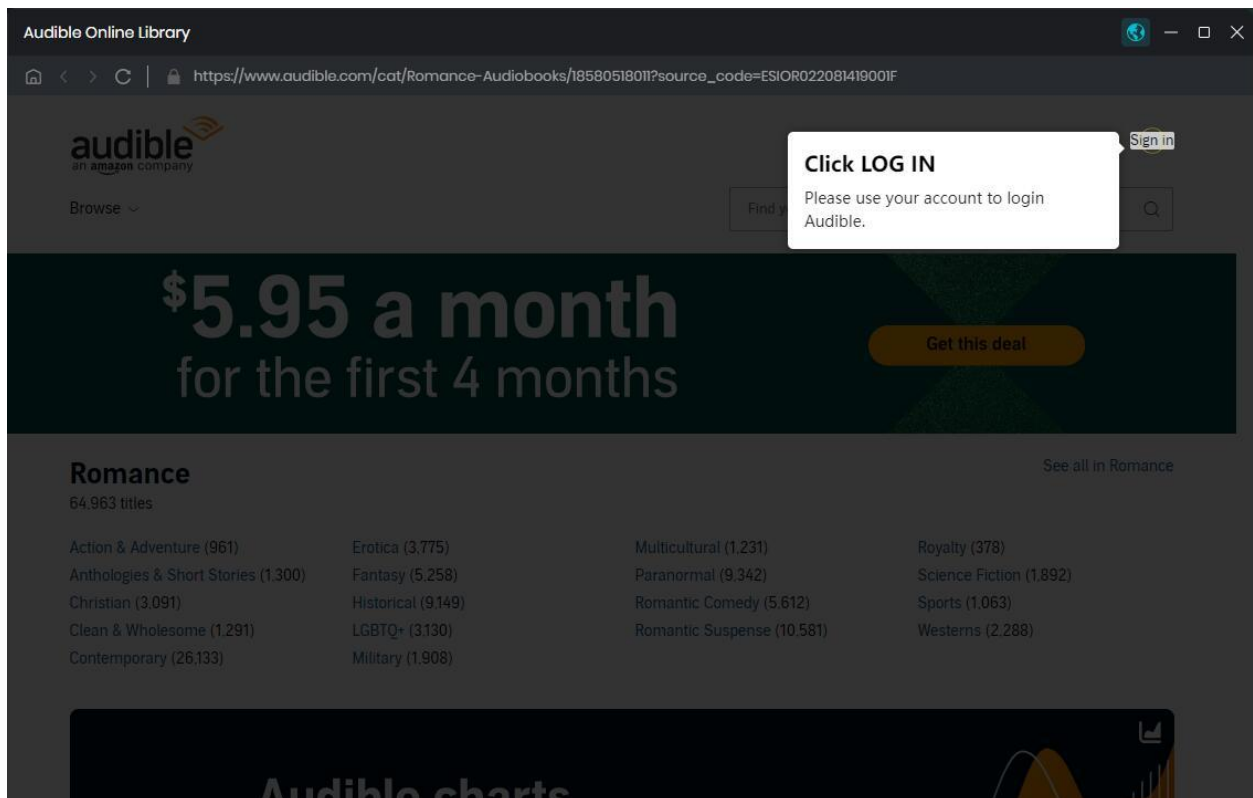 Audible Online Library
https://www.audible.com/cat/Romance-Audiobooks/18580518011?source_code=ESIOR022081419001F
audible
an amazon company
Sign in
Click LOG IN
Please use your account to login
Audible.
Browse
Find
$5.95 a month
for the first 4 months
Get this deal
Romance
See all in Romance
64,963 titles
Action & Adventure (961)
Anthologies & Short Stories (1,300)
Christian (3,091)
Clean & Wholesome (1,291)
Contemporary (26,133)
Erotica (3,775)
Fantasy (5,258)
Historical (9,149)
LGBTQ+ (3,130)
Military (1,908)
Multicultural (1,231)
Paranormal (9,342)
Romantic Comedy (5,612)
Romantic Suspense (10,581)
Royalty (378)
Science Fiction (1,892)
Sports (1,063)
Westerns (2,288)
Audible charts